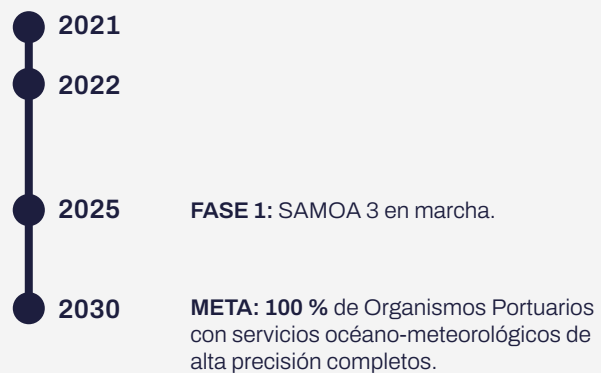 2021
2022
2025 FASE 1: SAMOA 3 en marcha.
2030 META: 100 % de Organismos Portuarios
con servicios océano-meteorológicos de
alta precisión completos.